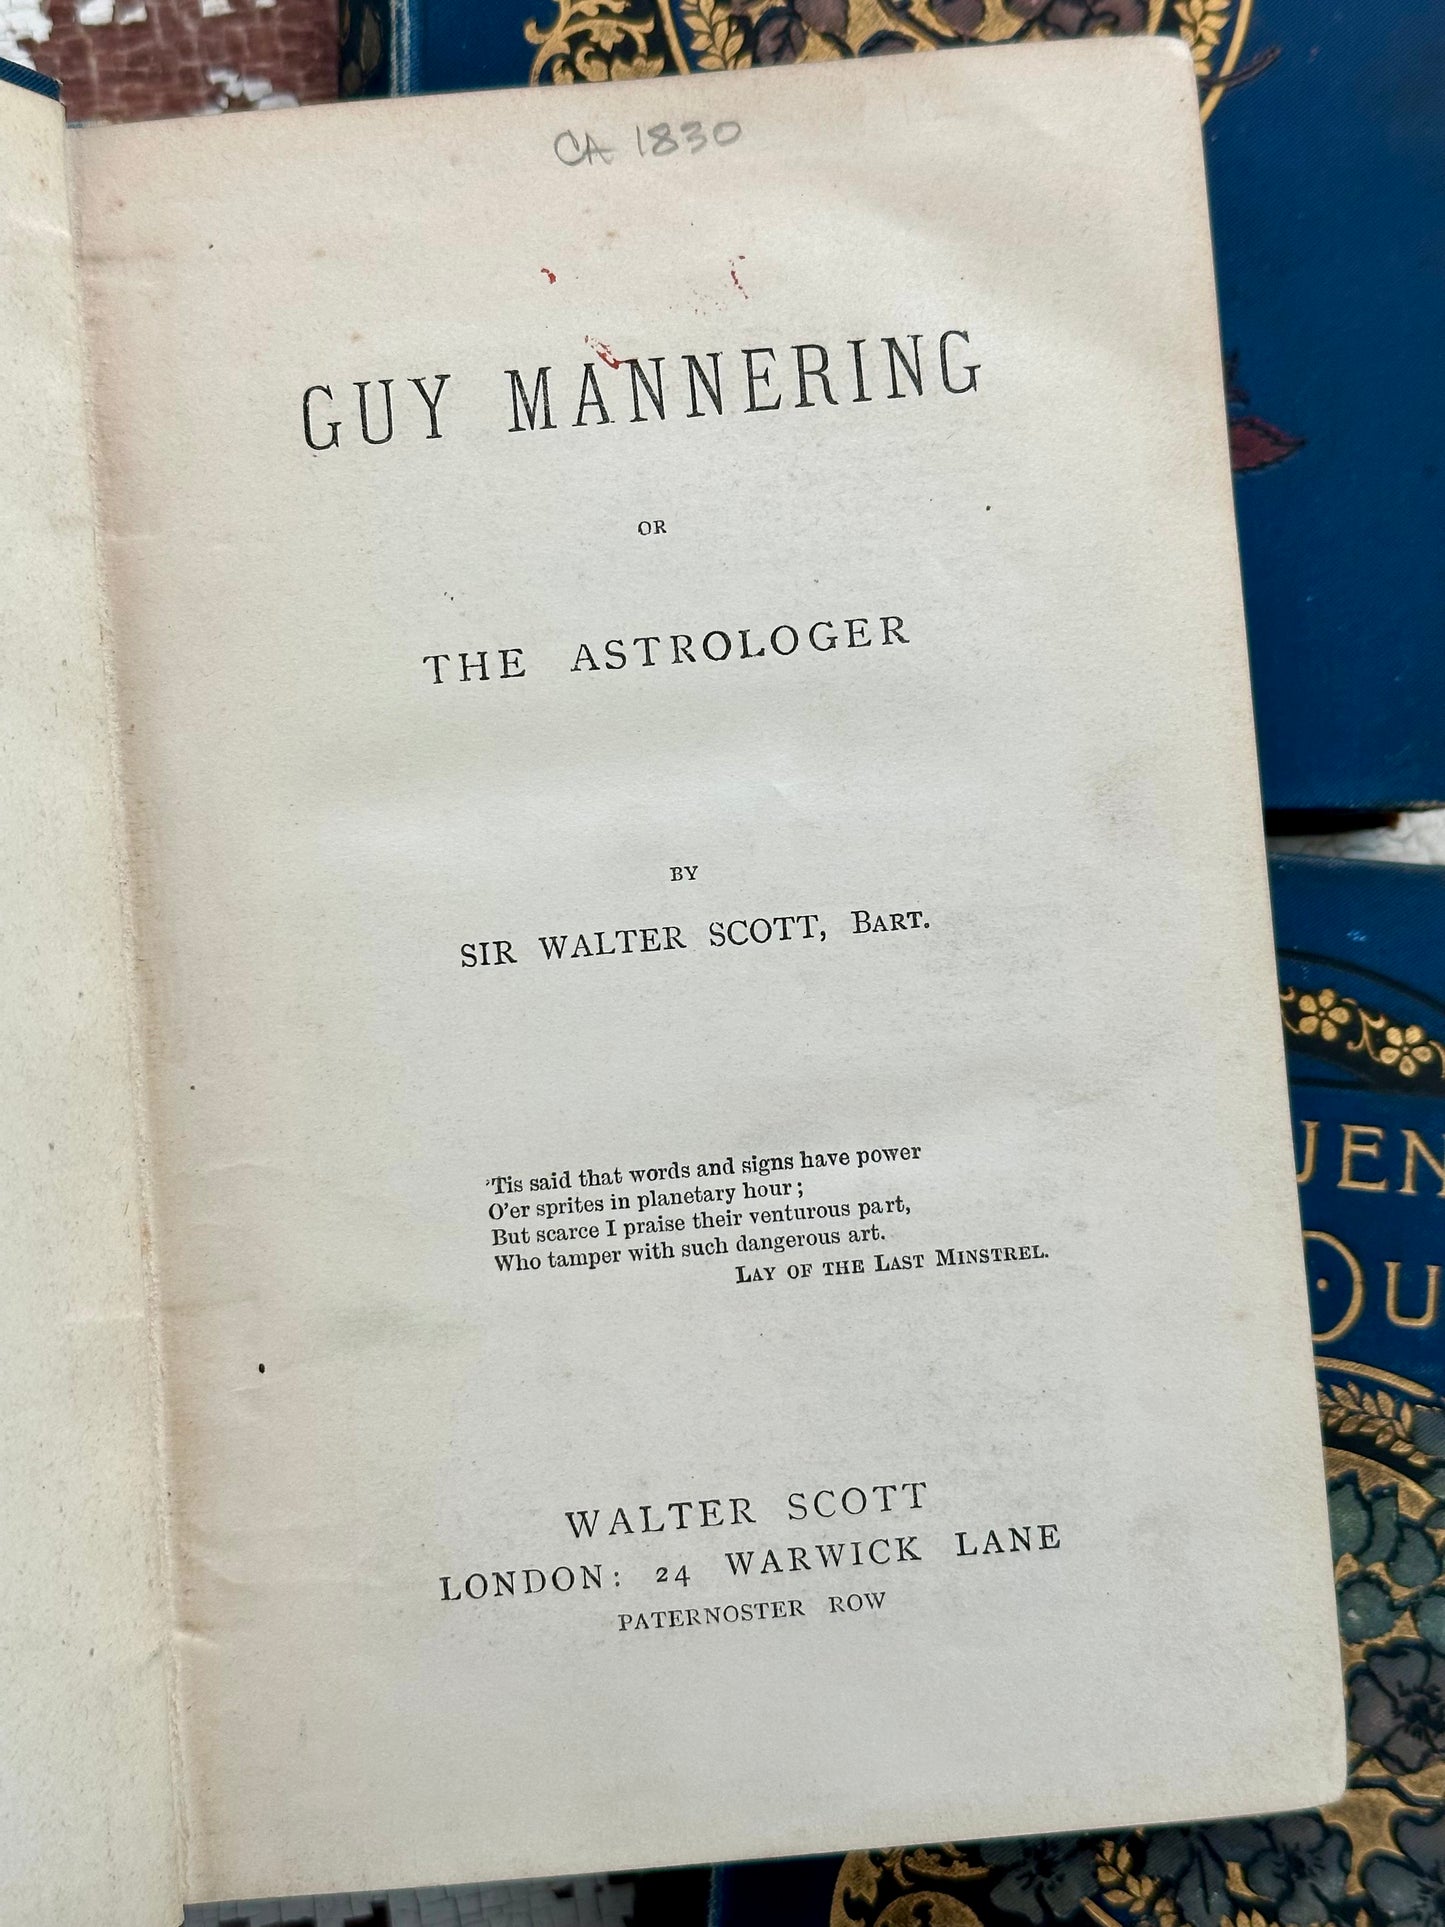 CA 1830
GUY MANNERING
OR
THE ASTROLOGER
BY
SIR WALTER SCOTT, BART.
'Tis said that words and signs have power
O'er sprites in planetary hour;
But scarce I praise their venturous part,
Who tamper with such dangerous art.
LAY OF THE LAST MINSTREL.
WALTER SCOTT
LONDON: 24 WARWICK LANE
PATERNOSTER ROW